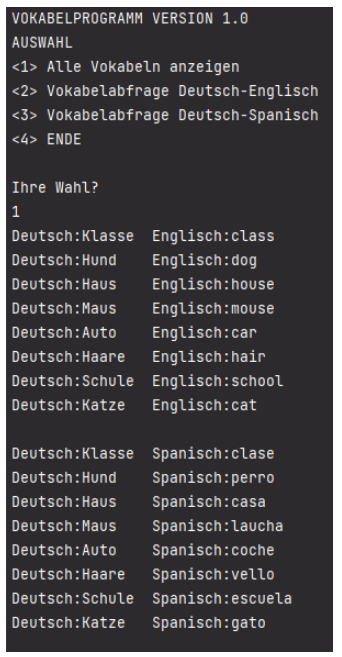 VOKABELPROGRAMM VERSION 1.0
AUSWAHL
<1> Alle Vokabeln anzeigen
<2> Vokabelabfrage Deutsch-Englisch
<3> Vokabelabfrage Deutsch-Spanisch
<4> ENDE
Ihre Wahl?
1
Deutsch:Klasse Englisch:class
Deutsch:Hund Englisch:dog
Deutsch:Haus Englisch:house
Deutsch:Maus Englisch:mouse
Deutsch:Auto Englisch:car
Deutsch:Haare Englisch:hair
Deutsch:Schule Englisch:school
Deutsch:Katze Englisch:cat
Deutsch:Klasse Spanisch:clase
Deutsch:Hund Spanisch:perro
Deutsch:Haus Spanisch:casa
Deutsch:Maus Spanisch:laucha
Deutsch:Auto Spanisch:coche
Deutsch:Haare Spanisch:vello
Deutsch:Schule Spanisch:escuela
Deutsch:Katze Spanisch:gato